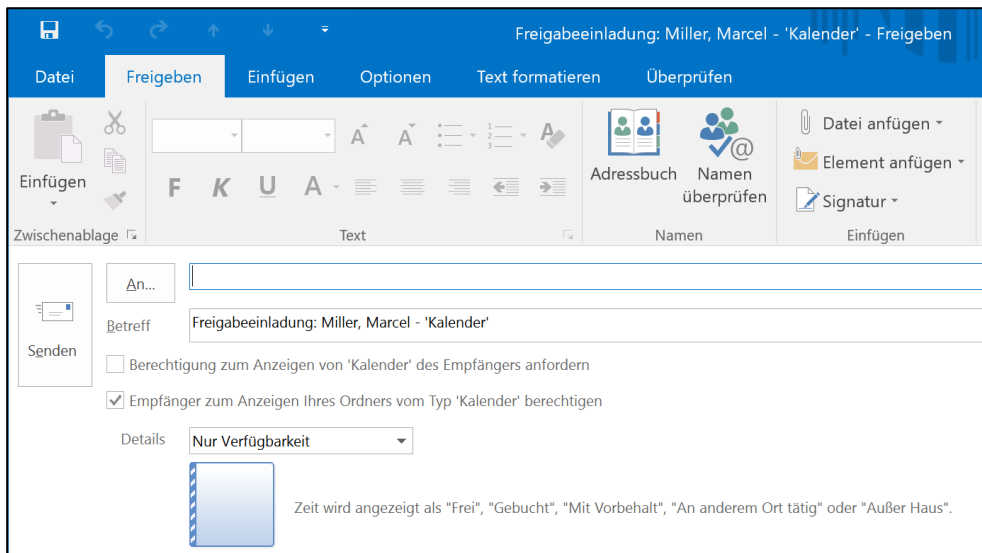 Freigabeeinladung: Miller, Marcel - 'Kalender' - Freigeben
Datei Freigeben Einfügen Optionen Text formatieren Überprüfen
Einfügen
Zwischenablage
A A A
1
2
3
F K U A
Text
Adressbuch
Namen
überprüfen
Namen
Datei anfügen
Element anfügen
Signatur
Einfügen
Senden
An...
Betreff Freigabeeinladung: Miller, Marcel - 'Kalender'
Berechtigung zum Anzeigen von 'Kalender' des Empfängers anfordern
Empfänger zum Anzeigen Ihres Ordners vom Typ 'Kalender' berechtigen
Details Nur Verfügbarkeit
Zeit wird angezeigt als "Frei", "Gebucht", "Mit Vorbehalt", "An anderem Ort tätig" oder "Außer Haus".